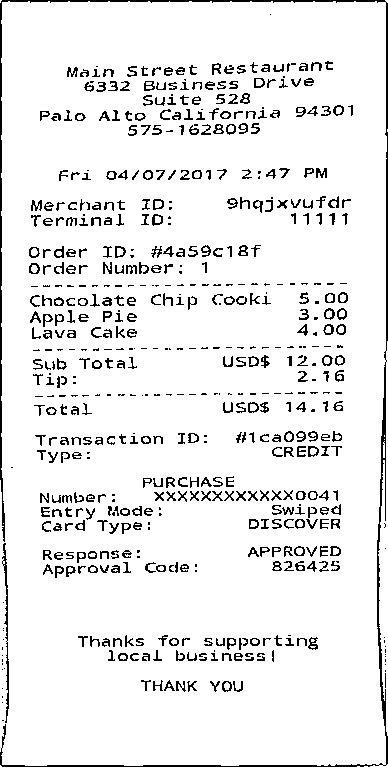 Main Street Restaurant
6332 Business Drive
Suite 528
Palo Alto California 94301
575-1628095
Fri 04/07/2017 2:47 PM
Merchant ID: 9hqjxvufdr
Terminal ID: 11111
Order ID: #4a59c18f
Order Number: 1
Chocolate Chip Cooki 5.00
Apple Pie 3.00
Lava Cake 4.00
Sub Total USD$ 12.00
Tip: 2.16
Total USD$ 14.16
Transaction ID: #1ca099eb
Type: CREDIT
PURCHASE
Number: XXXXXXXXXXXX0041
Entry Mode: Swiped
Card Type: DISCOVER
Response: APPROVED
Approval Code: 826425
Thanks for supporting
local business!
THANK YOU